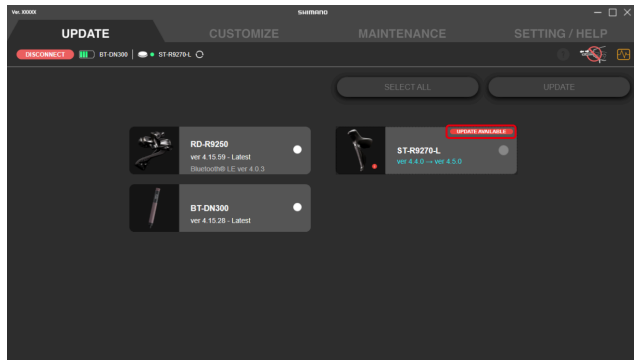 Ver. XXXXX
SHIMANO
UPDATE
CUSTOMIZE
MAINTENANCE
SETTING / HELP
DISCONNECT
BT-DN300
ST-R9270-L
SELECT ALL
UPDATE
RD-R9250
ver 4.15.59 - Latest
Bluetooth® LE ver 4.0.3
UPDATE AVAILABLE
ST-R9270-L
ver 4.4.0 → ver 4.5.0
BT-DN300
ver 4.15.28 - Latest